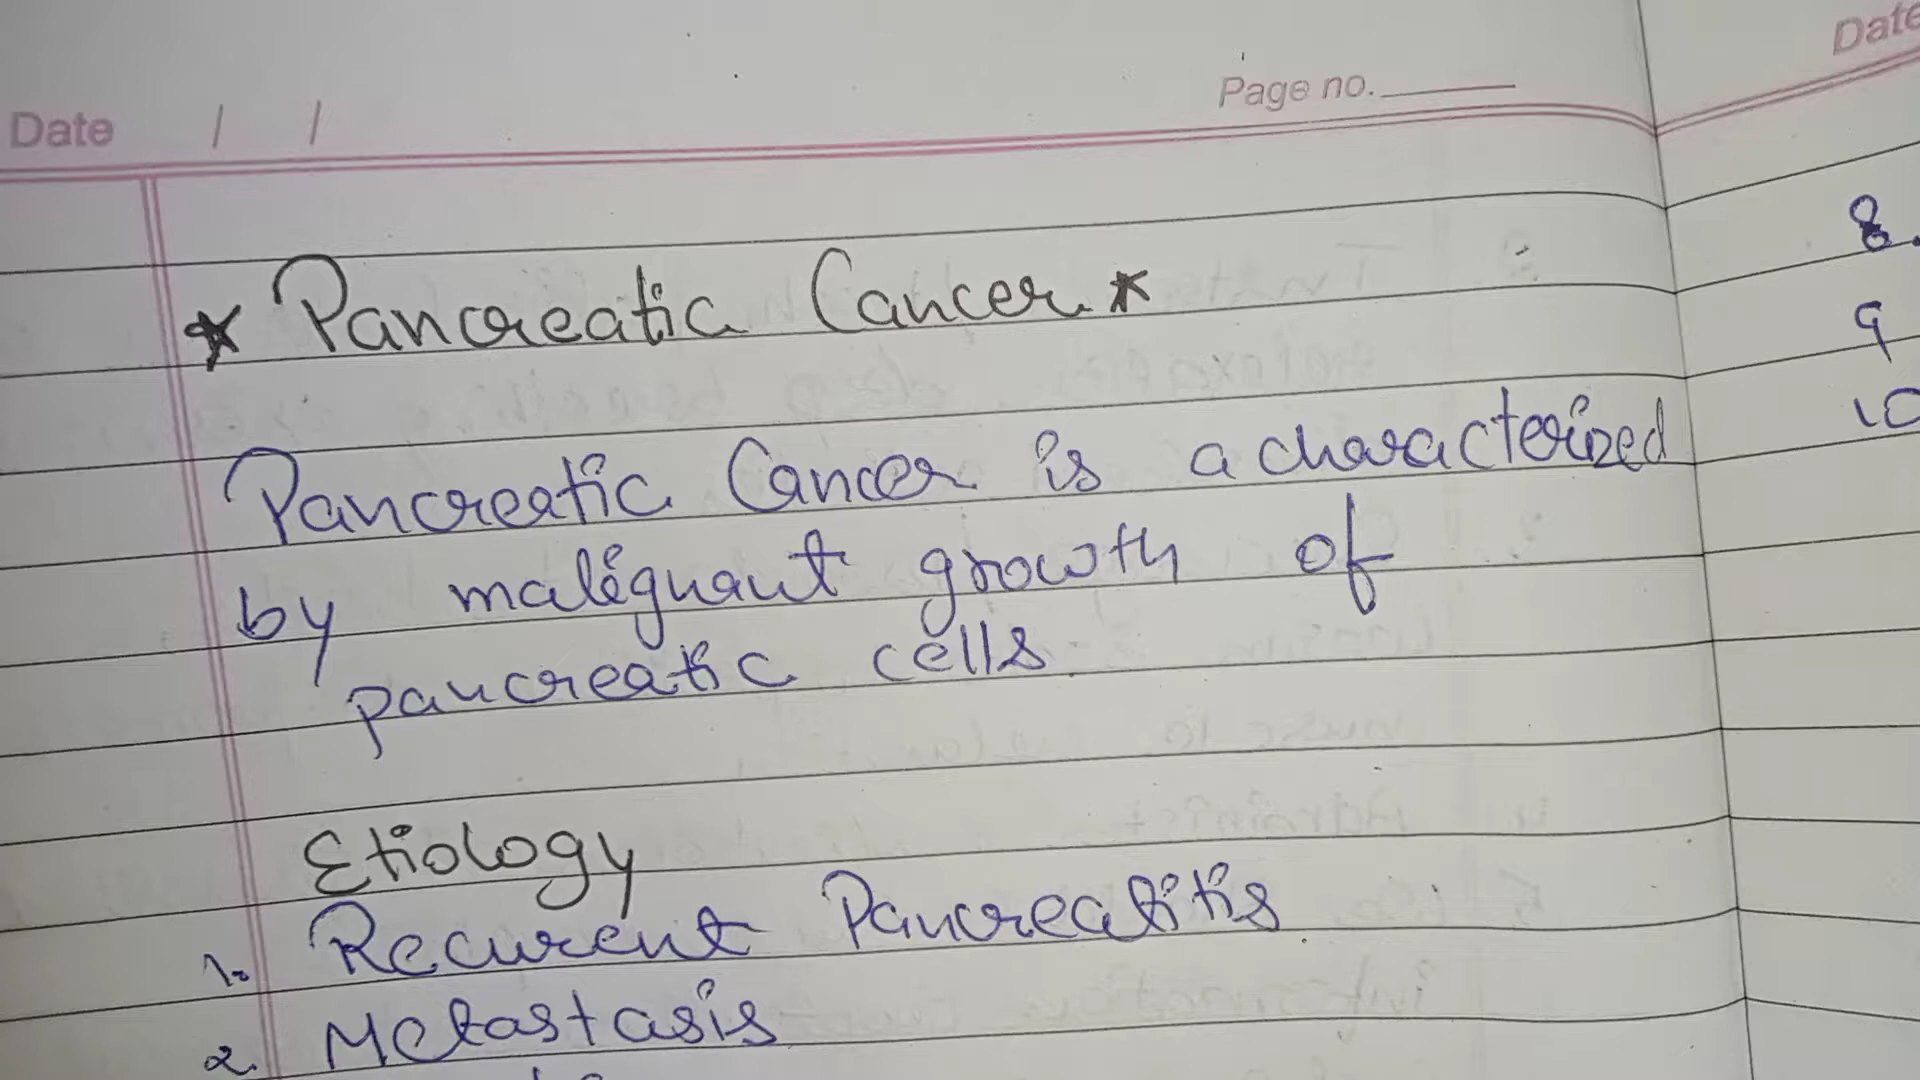 Date / /
Page no.
* Pancreatic Cancer *
Pancreatic Cancer is a characterized
by malignant growth of
pancreatic cells
Etiology
1. Recurent Pancreatitis
2. Metastasis
Date
8.
9
10